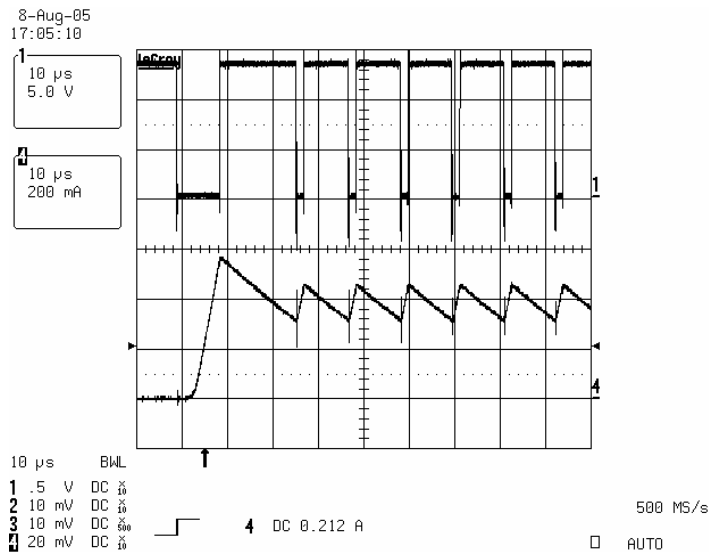 8-Aug-05
17:05:10
1
10 µs
5.0 V
4
10 µs
200 mA
LeCroy
1
4
10 µs BWL
1 .5 V DC X10
2 10 mV DC X10
3 10 mV DC X500
4 20 mV DC X10
4 DC 0.212 A
500 MS/s
AUTO